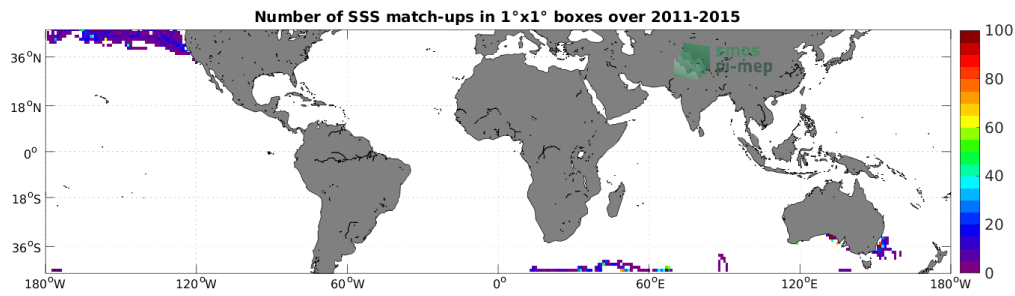 Number of SSS match-ups in 1°x1° boxes over 2011-2015
smos
pi-mep
36°N
18°N
0°
18°S
36°S
180°W 120°W 60°W 0° 60°E 120°E 180°W
100
80
60
40
20
0